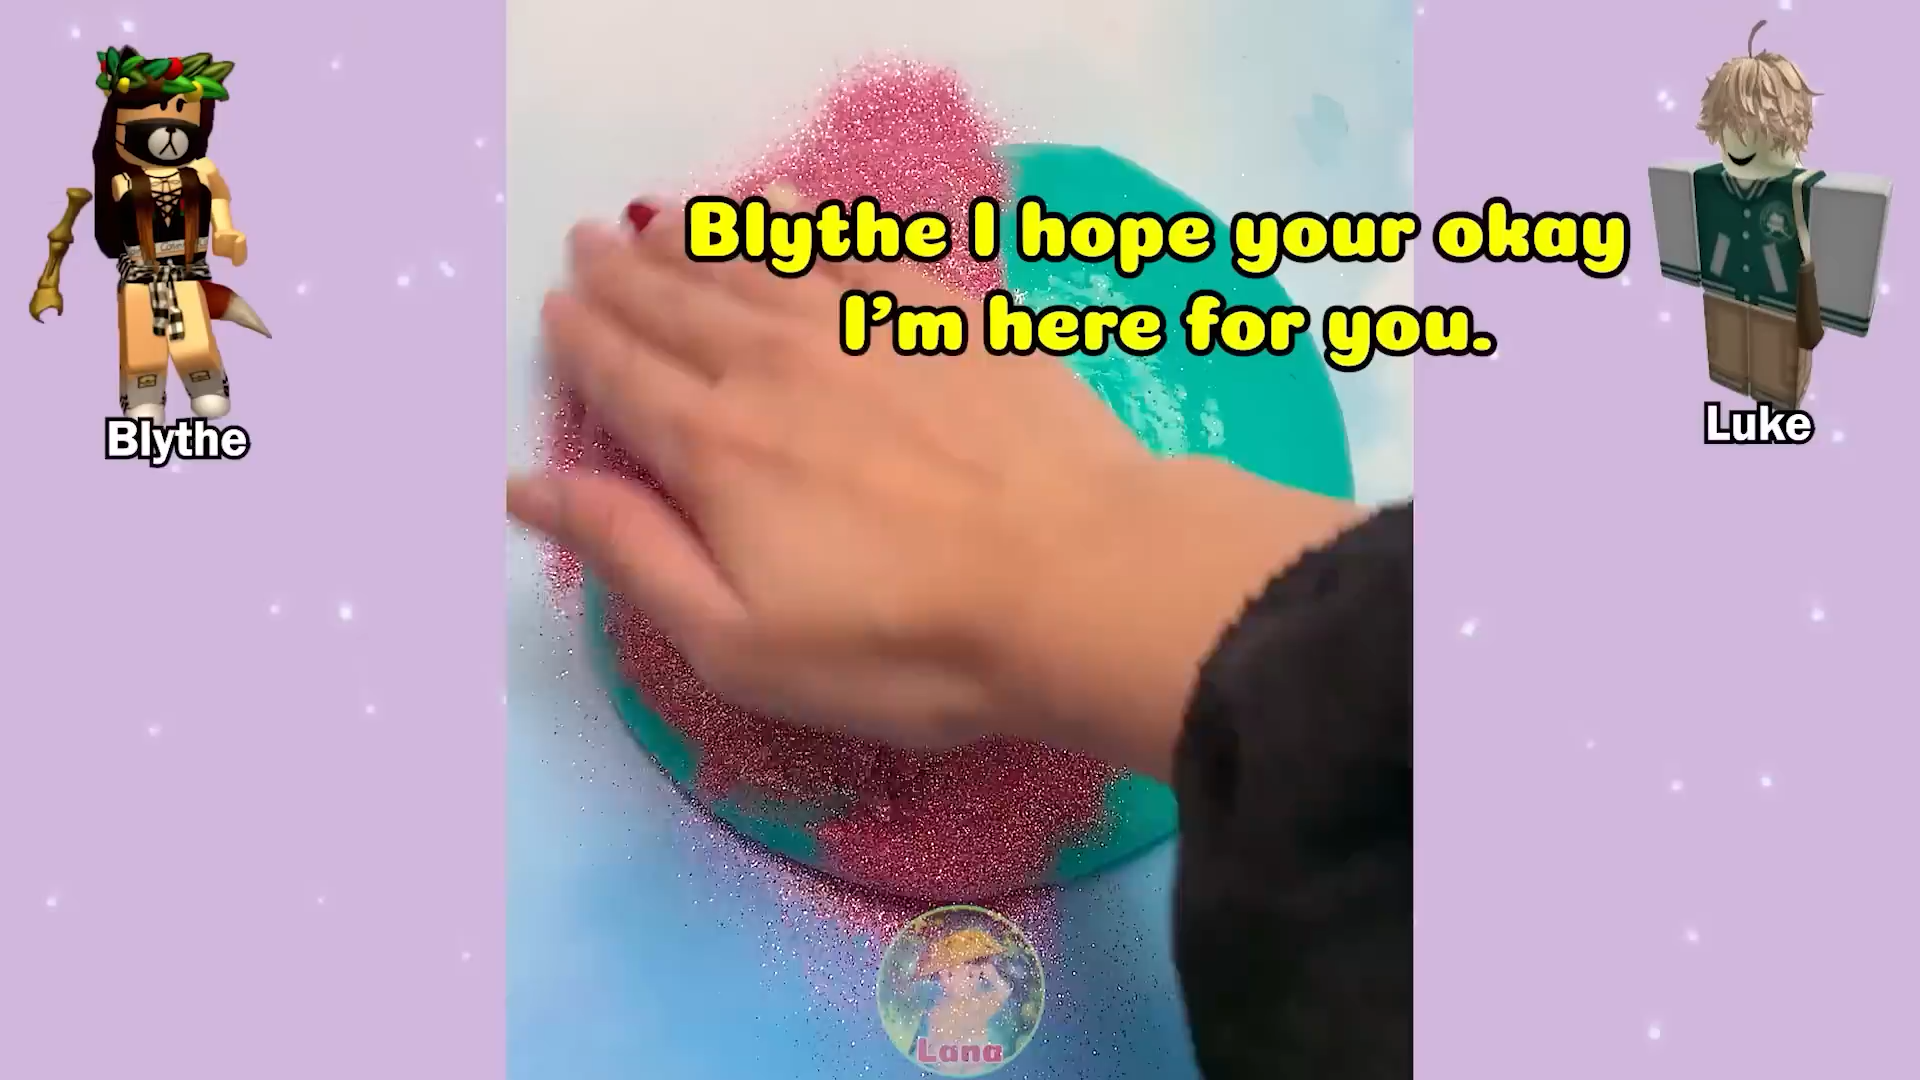 Blythe I hope your okay
I'm here for you.
Blythe
Luke
Lana